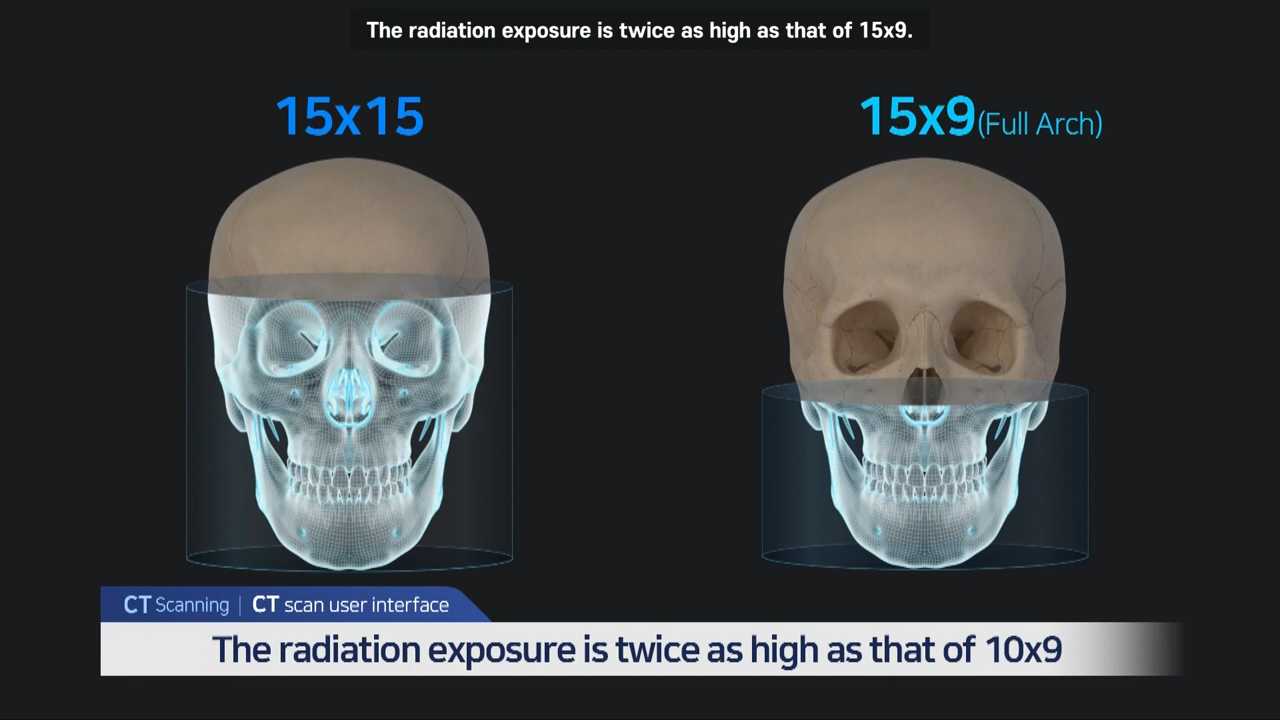 The radiation exposure is twice as high as that of 15x9.
15x15
15x9(Full Arch)
CT Scanning | CT scan user interface
The radiation exposure is twice as high as that of 10x9